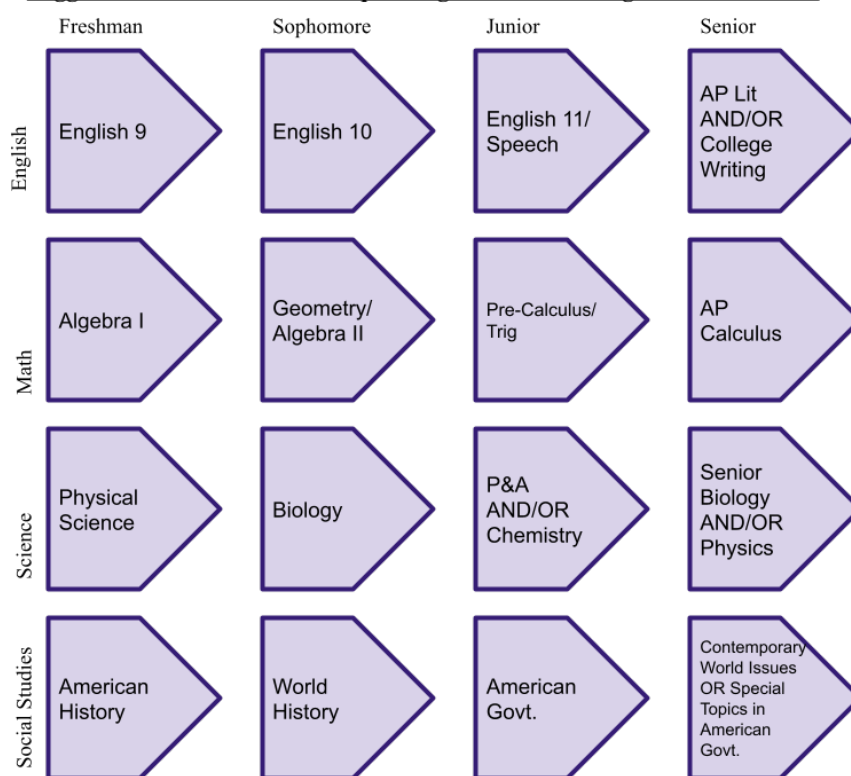 Freshman Sophomore Junior Senior
English
English 9
English 10
English 11/
Speech
AP Lit
AND/OR
College
Writing
Math
Algebra I
Geometry/
Algebra II
Pre-Calculus/
Trig
AP
Calculus
Science
Physical
Science
Biology
P&A
AND/OR
Chemistry
Senior
Biology
AND/OR
Physics
Social Studies
American
History
World
History
American
Govt.
Contemporary
World Issues
OR Special
Topics in
American
Govt.